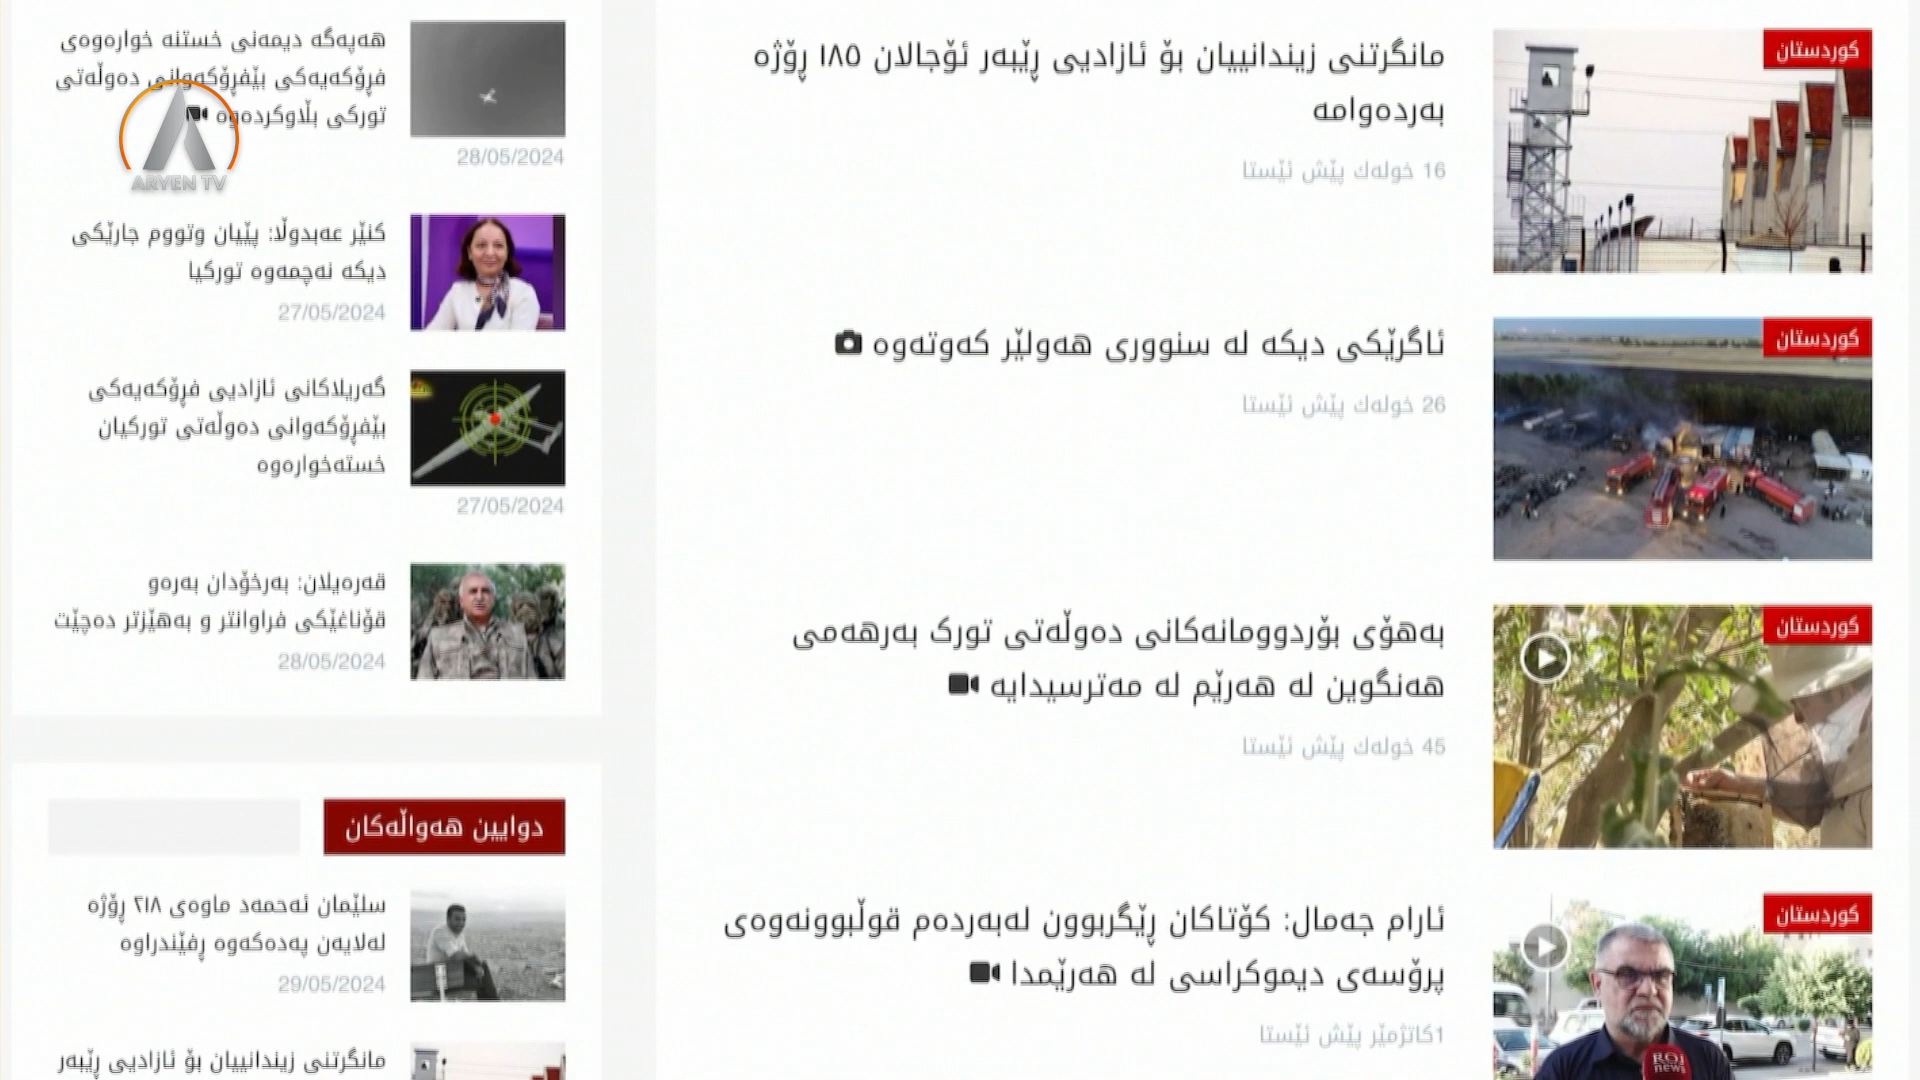 کوردستان
مانگرتنی زیندانییان بۆ ئازادیی ڕێبەر ئۆجالان ١٨٥ ڕۆژە
بەردەوامە
16 خولەك پێش ئێستا
کوردستان
ئاگرێکی دیکە لە سنووری هەولێر کەوتەوە
26 خولەك پێش ئێستا
کوردستان
بەهۆی بۆردوومانەکانی دەوڵەتی تورک بەرهەمی
هەنگوین لە هەرێم لە مەترسیدایە
45 خولەك پێش ئێستا
کوردستان
ئارام جەمال: کۆتاکان ڕێگربوون لەبەردەم قوڵبوونەوەی
پرۆسەی دیموکراسی لە هەرێمدا
1کاتژمێر پێش ئێستا
ROJ
news
هەپەگە دیمەنی خستنە خوارەوەی
فڕۆکەیەکی بێفڕۆکەوانی دەوڵەتی
تورکی بڵاوکردەوە
28/05/2024
ARYEN TV
کنێر عەبدوڵا: پێیان وتووم جارێکی
دیکە نەچمەوە تورکیا
27/05/2024
گەریلاکانی ئازادیی فڕۆکەیەکی
بێفڕۆکەوانی دەوڵەتی تورکیان
خستەخوارەوە
27/05/2024
قەرەیلان: بەرخۆدان بەرەو
قۆناغێکی فراوانتر و بەهێزتر دەچێت
28/05/2024
دوایین هەواڵەکان
سلێمان ئەحمەد ماوەی ٢١٨ ڕۆژە
لەلایەن پەدەکەوە ڕفێندراوە
29/05/2024
مانگرتنی زیندانییان بۆ ئازادیی ڕێبەر